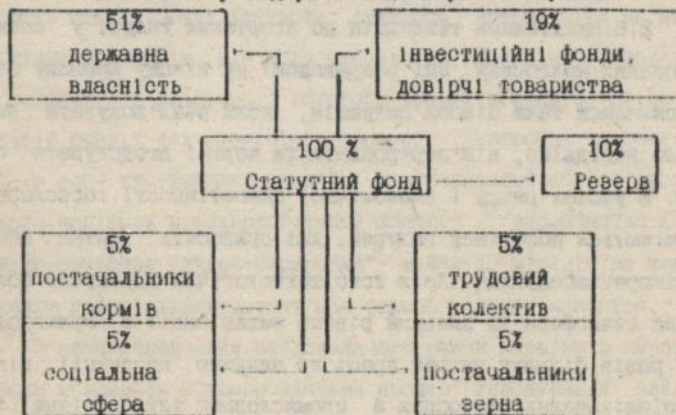 51%
державна
власність
19%
інвестиційні фонди,
довірчі товариства
100 %
Статутний фонд
10%
Резерв
5%
постачальники
кормів
5%
трудовий
колектив
5%
соціальна
сфера
5%
постачальники
зерна